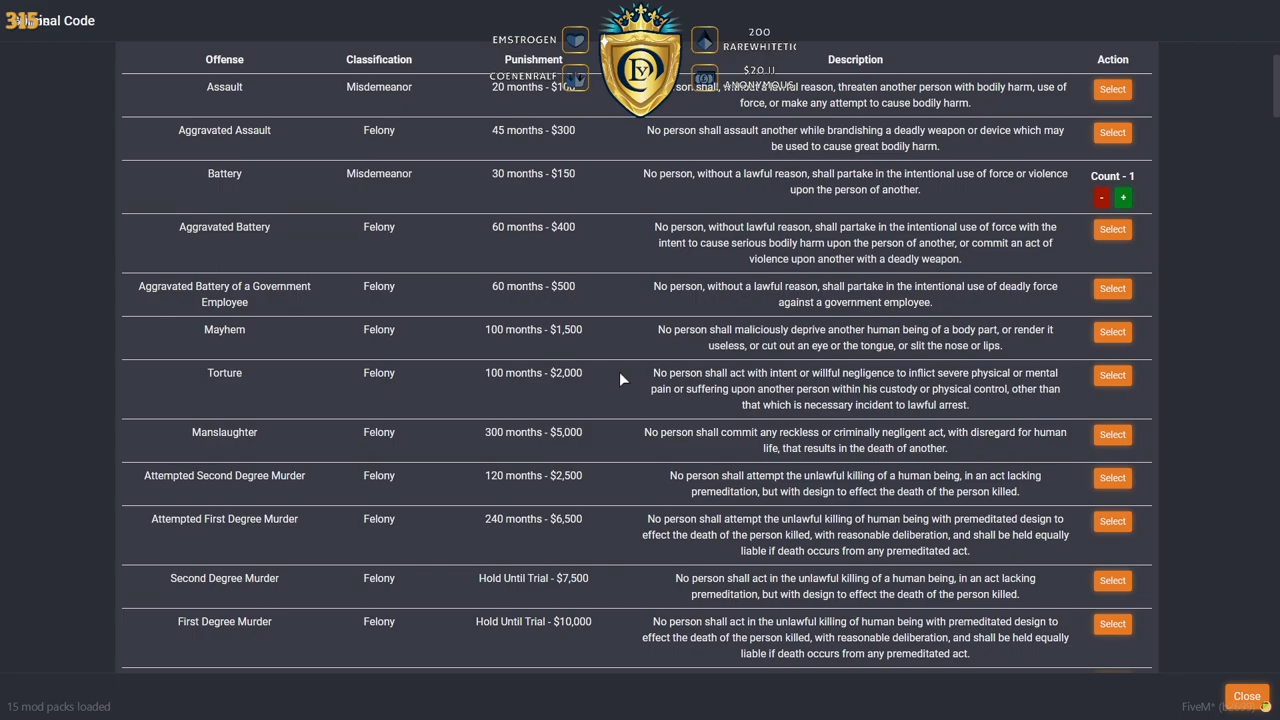 315
inal Code
EMSTROGEN
COENENRALF
200
RAREWHITETIC
$20 II
ANONYMOUS
Offense Classification Punishment Description Action
Assault Misdemeanor 20 months - $100 son shall, without a lawful reason, threaten another person with bodily harm, use of
force, or make any attempt to cause bodily harm.
Select
Aggravated Assault Felony 45 months - $300 No person shall assault another while brandishing a deadly weapon or device which may
be used to cause great bodily harm.
Select
Battery Misdemeanor 30 months - $150 No person, without a lawful reason, shall partake in the intentional use of force or violence
upon the person of another.
Count - 1
- +
Aggravated Battery Felony 60 months - $400 No person, without lawful reason, shall partake in the intentional use of force with the
intent to cause serious bodily harm upon the person of another, or commit an act of
violence upon another with a deadly weapon.
Select
Aggravated Battery of a Government
Employee
Felony 60 months - $500 No person, without a lawful reason, shall partake in the intentional use of deadly force
against a government employee.
Select
Mayhem Felony 100 months - $1,500 No person shall maliciously deprive another human being of a body part, or render it
useless, or cut out an eye or the tongue, or slit the nose or lips.
Select
Torture Felony 100 months - $2,000 No person shall act with intent or willful negligence to inflict severe physical or mental
pain or suffering upon another person within his custody or physical control, other than
that which is necessary incident to lawful arrest.
Select
Manslaughter Felony 300 months - $5,000 No person shall commit any reckless or criminally negligent act, with disregard for human
life, that results in the death of another.
Select
Attempted Second Degree Murder Felony 120 months - $2,500 No person shall attempt the unlawful killing of a human being, in an act lacking
premeditation, but with design to effect the death of the person killed.
Select
Attempted First Degree Murder Felony 240 months - $6,500 No person shall attempt the unlawful killing of human being with premeditated design to
effect the death of the person killed, with reasonable deliberation, and shall be held equally
liable if death occurs from any premeditated act.
Select
Second Degree Murder Felony Hold Until Trial - $7,500 No person shall act in the unlawful killing of a human being, in an act lacking
premeditation, but with design to effect the death of the person killed.
Select
First Degree Murder Felony Hold Until Trial - $10,000 No person shall act in the unlawful killing of human being with premeditated design to
effect the death of the person killed, with reasonable deliberation, and shall be held equally
liable if death occurs from any premeditated act.
Select
Close
15 mod packs loaded
FiveM*